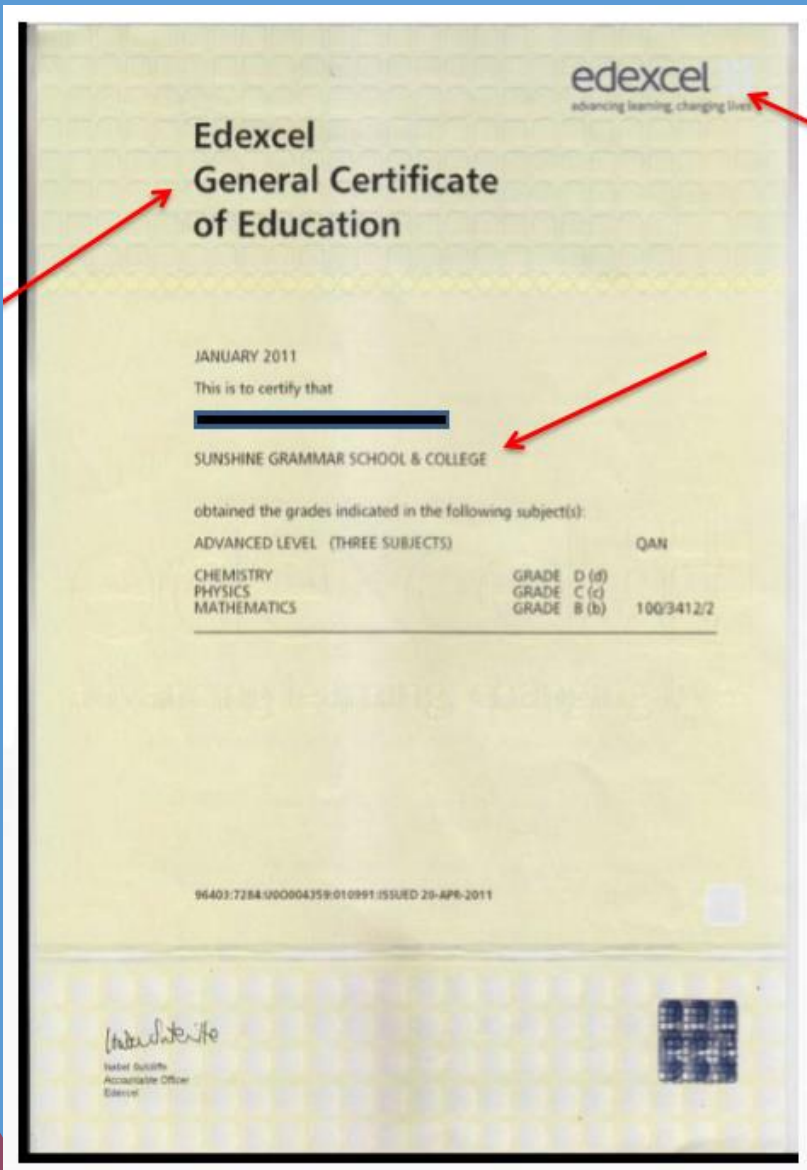 edexcel
advancing learning, changing lives
Edexcel
General Certificate
of Education
JANUARY 2011
This is to certify that
SUNSHINE GRAMMAR SCHOOL & COLLEGE
obtained the grades indicated in the following subject(s):
ADVANCED LEVEL (THREE SUBJECTS) QAN
CHEMISTRY GRADE D (d)
PHYSICS GRADE C (c)
MATHEMATICS GRADE B (b) 100/3412/2
96403:7284:U0O004359:010991:ISSUED 20-APR-2011
Isabel Sutcliffe
Accountable Officer
Edexcel